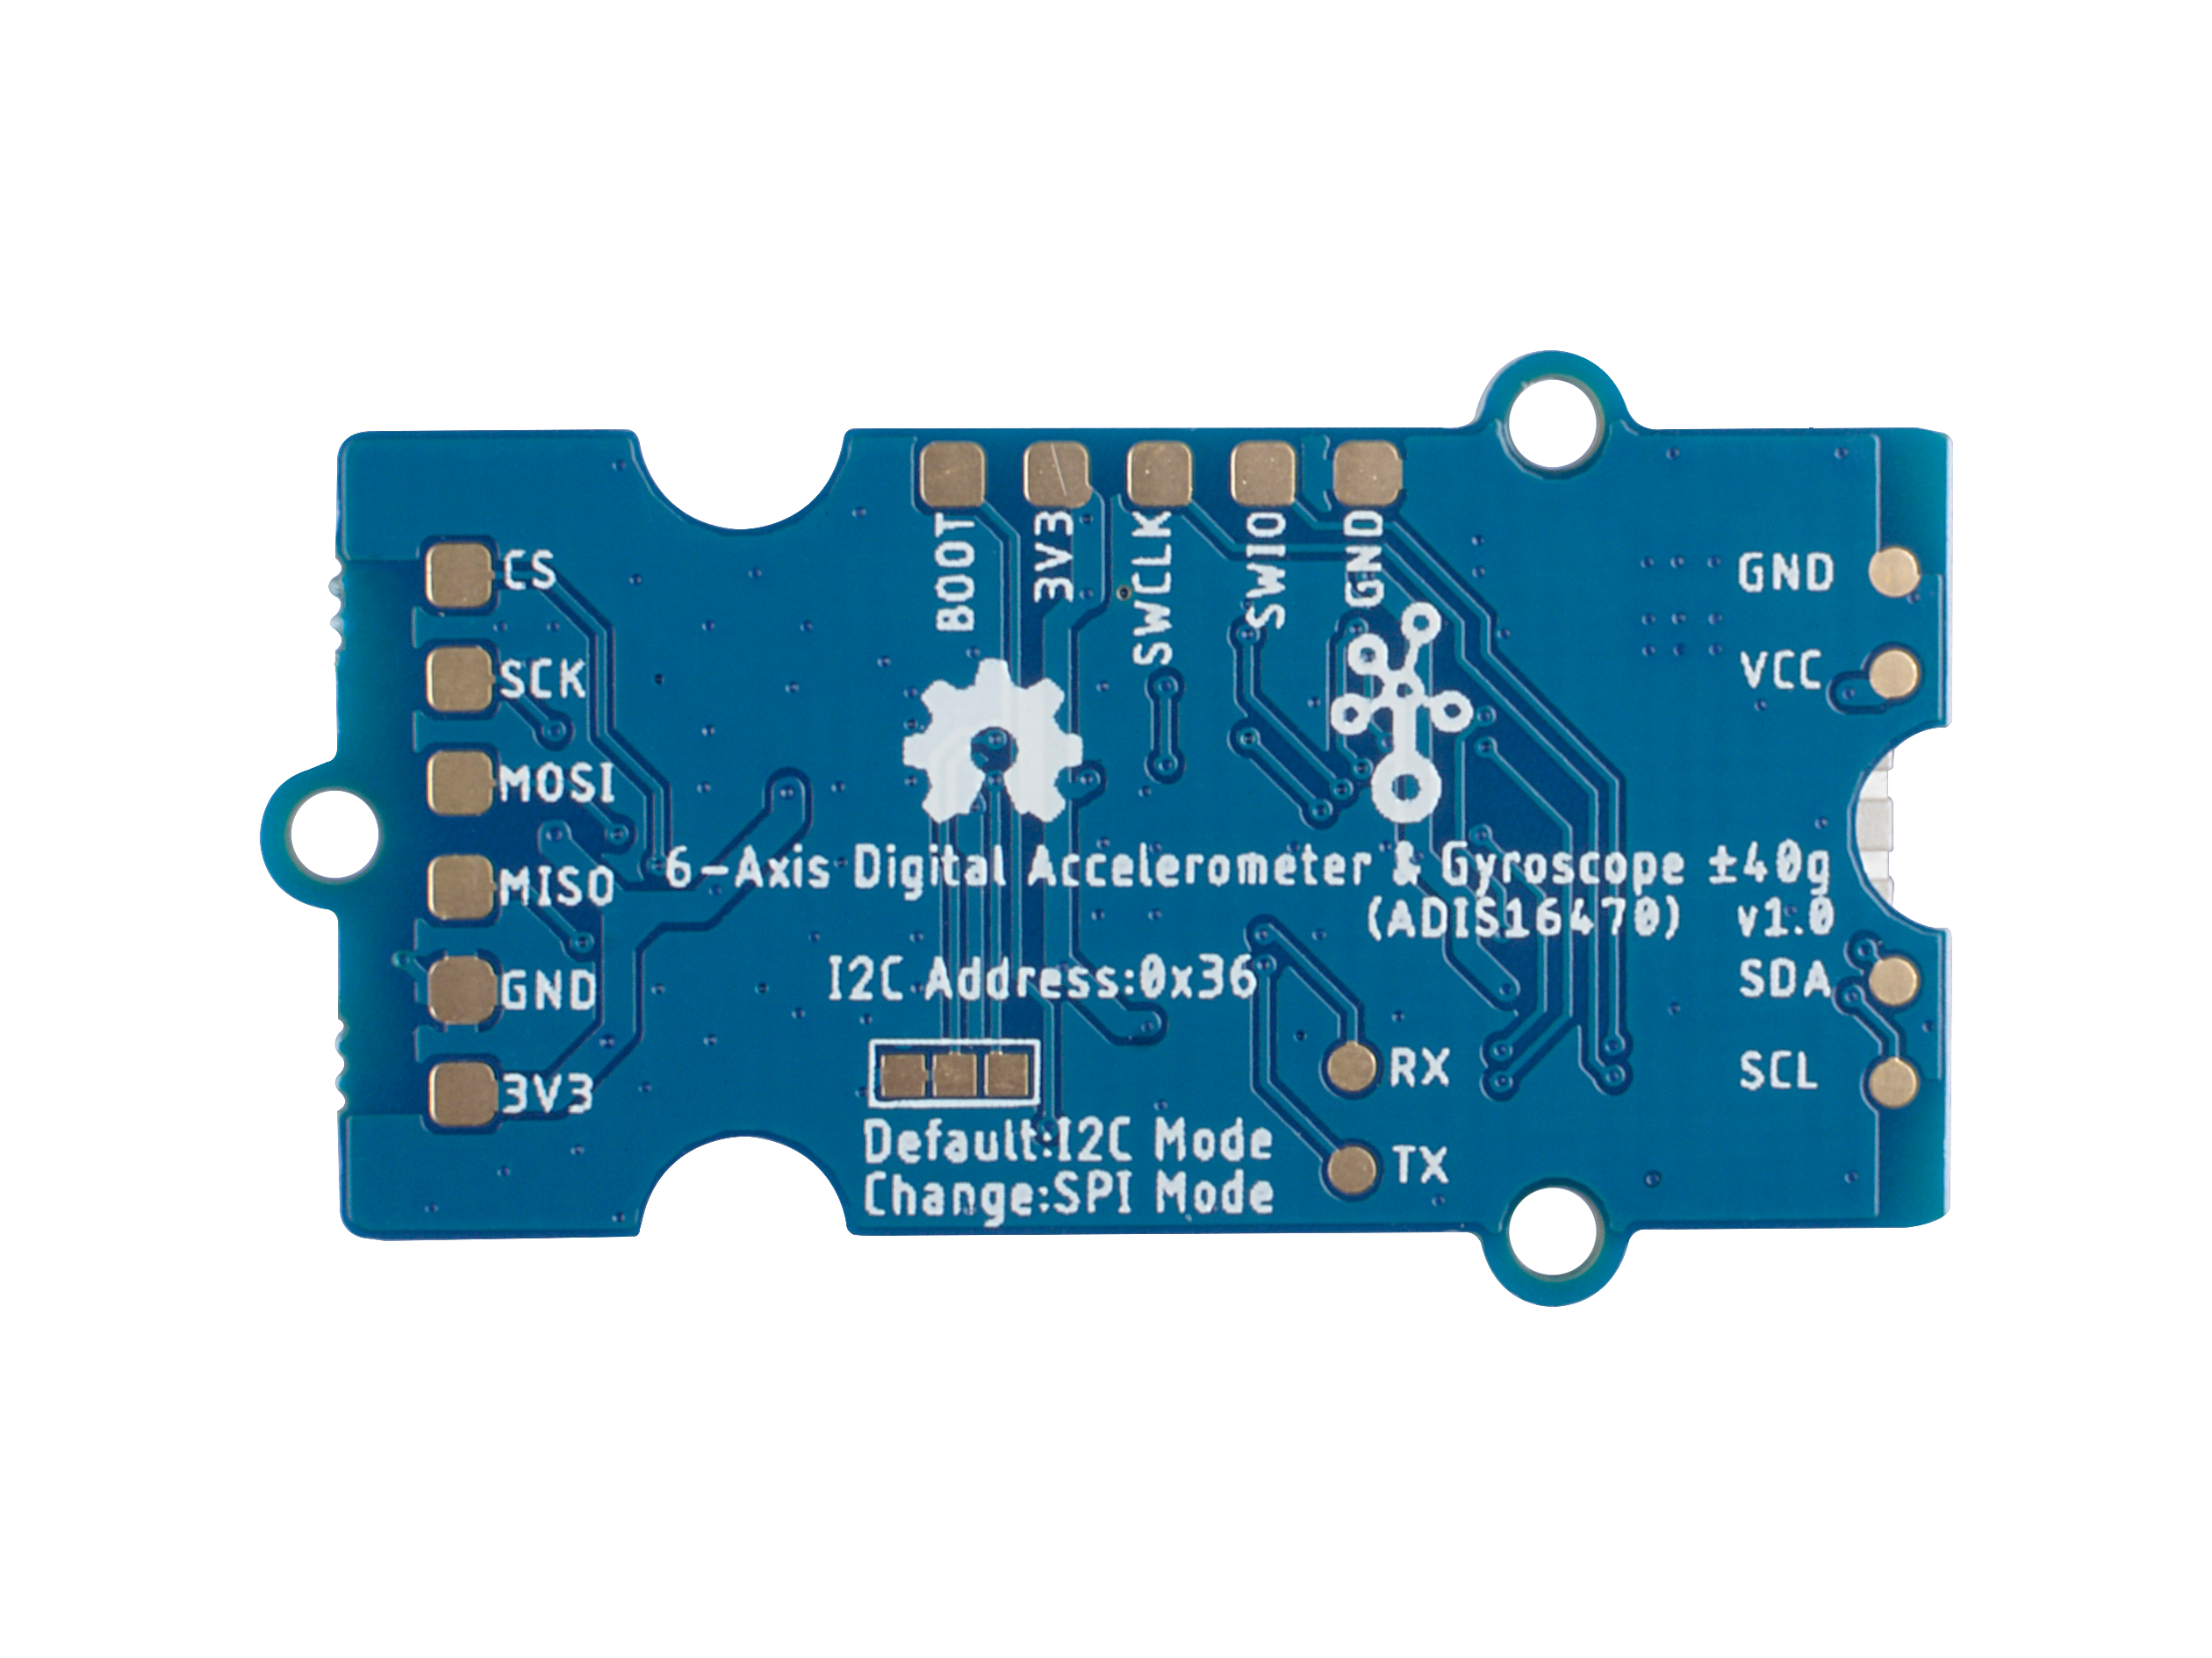 BOOT
3V3
SWCLK
SWIO
GND
CS
SCK
MOSI
MISO
GND
3V3
GND
VCC
6-Axis Digital Accelerometer & Gyroscope ±40g
(ADIS16470) v1.0
I2C Address:0x36
SDA
SCL
RX
TX
Default:I2C Mode
Change:SPI Mode